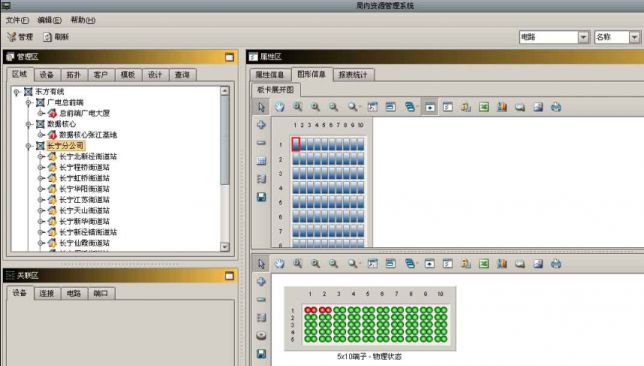 局内资源管理系统
文件(F) 编辑(E) 帮助(H)
管理 刷新 电路 名称
管理区
区域 设备 拓扑 客户 模板 设计 查询
东方有线
广电总前端
总前端广电大厦
数据核心
数据核心张江基地
长宁分公司
长宁北新泾街道站
长宁程桥街道站
长宁虹桥街道站
长宁华阳街道站
长宁江苏街道站
长宁天山街道站
长宁新华街道站
长宁新泾镇街道站
长宁仙霞街道站
关联区
设备 连接 电路 端口
属性区
属性信息 图形信息 报表统计
板卡展开图
1 2 3 4 5 6 7 8 9 10
1
2
3
4
5
6
7
8
1 2 3 4 5 6 7 8 9 10
1
2
3
4
5
5x10端子 - 物理状态